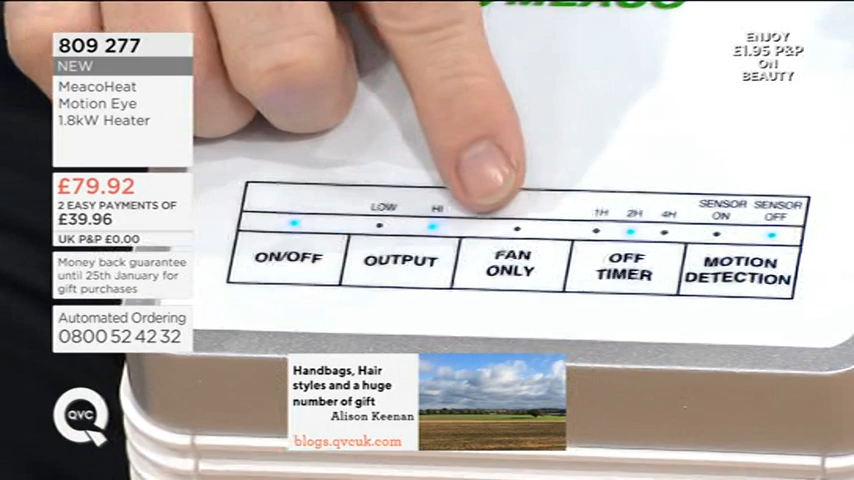 MEACO
809 277
NEW
MeacoHeat
Motion Eye
1.8kW Heater
£79.92
2 EASY PAYMENTS OF
£39.96
UK P&P £0.00
Money back guarantee
until 25th January for
gift purchases
Automated Ordering
0800 52 42 32
QVC
ENJOY
£1.95 P&P
ON
BEAUTY
LOW HI 1H 2H 4H SENSOR ON SENSOR OFF
ON/OFF
OUTPUT
FAN
ONLY
OFF
TIMER
MOTION
DETECTION
Handbags, Hair
styles and a huge
number of gift
Alison Keenan
blogs.qvcuk.com